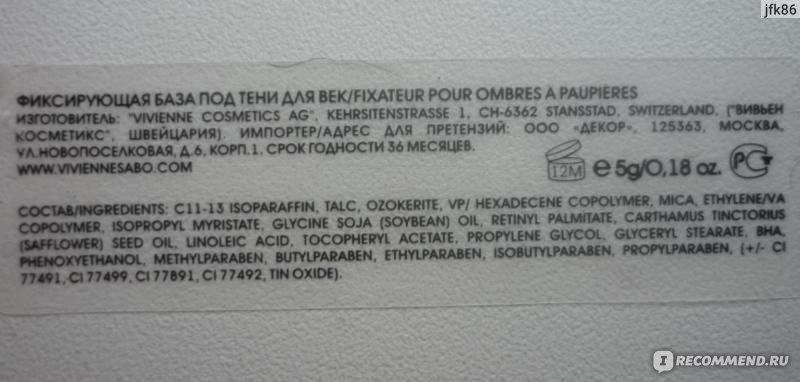 jfk86
ФИКСИРУЮЩАЯ БАЗА ПОД ТЕНИ ДЛЯ ВЕК/FIXATEUR POUR OMBRES À PAUPIÈRES
ИЗГОТОВИТЕЛЬ: "VIVIENNE COSMETICS AG", KEHRSITENSTRASSE 1, CH-6362 STANSSTAD, SWITZERLAND, ("ВИВЬЕН
КОСМЕТИКС", ШВЕЙЦАРИЯ). ИМПОРТЕР/АДРЕС ДЛЯ ПРЕТЕНЗИЙ: ООО «ДЕКОР», 125363, МОСКВА,
УЛ.НОВОПОСЕЛКОВАЯ, Д.6, КОРП.1. СРОК ГОДНОСТИ 36 МЕСЯЦЕВ.
WWW.VIVIENNESABO.COM
12M e 5g/0,18 oz. РСТ
СОСТАВ/INGREDIENTS: C11-13 ISOPARAFFIN, TALC, OZOKERITE, VP/ HEXADECENE COPOLYMER, MICA, ETHYLENE/VA
COPOLYMER, ISOPROPYL MYRISTATE, GLYCINE SOJA (SOYBEAN) OIL, RETINYL PALMITATE, CARTHAMUS TINCTORIUS
(SAFFLOWER) SEED OIL, LINOLEIC ACID, TOCOPHERYL ACETATE, PROPYLENE GLYCOL, GLYCERYL STEARATE, BHA,
PHENOXYETHANOL, METHYLPARABEN, BUTYLPARABEN, ETHYLPARABEN, ISOBUTYLPARABEN, PROPYLPARABEN, (+/- CI
77491, CI 77499, CI 77891, CI 77492, TIN OXIDE).
I RECOMMEND.RU